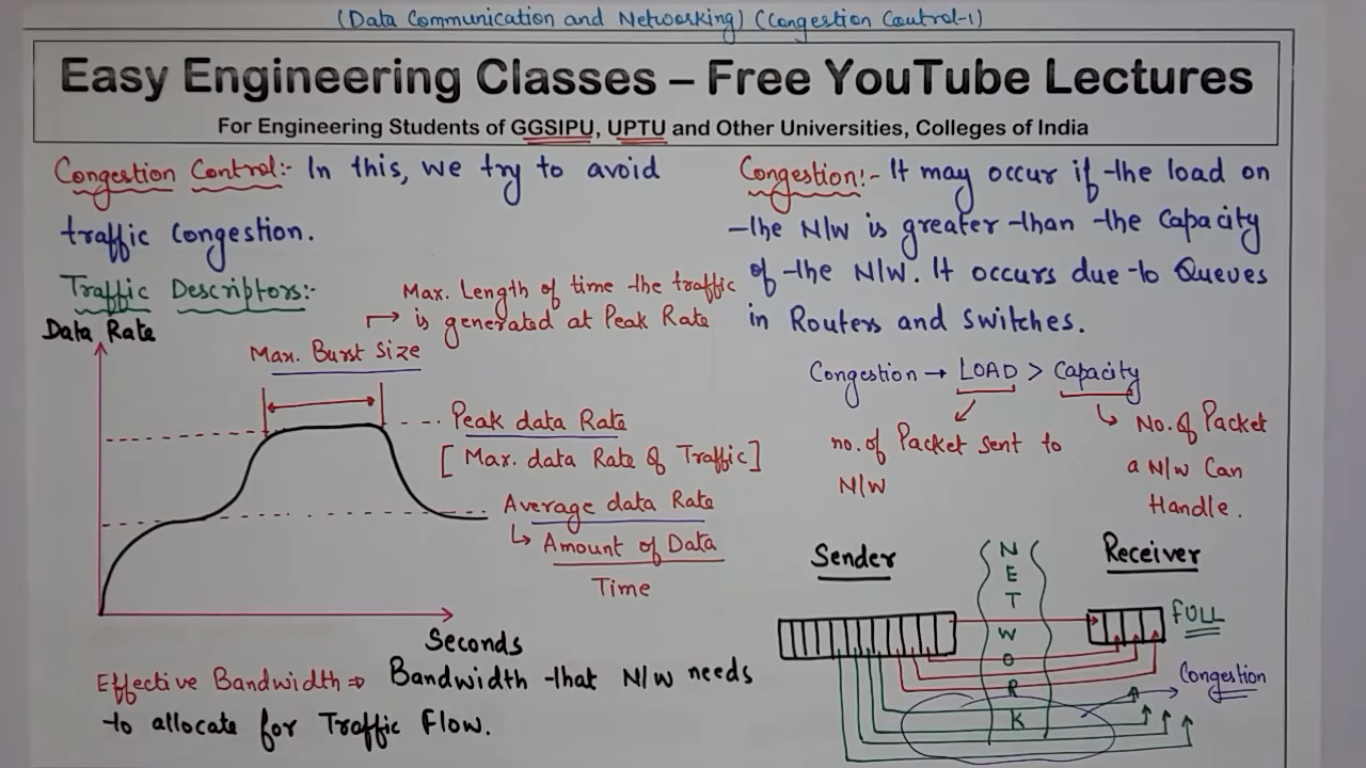 (Data Communication and Networking) (Congestion Control-1)
Easy Engineering Classes – Free YouTube Lectures
For Engineering Students of GGSIPU, UPTU and Other Universities, Colleges of India
Congestion Control:- In this, we try to avoid
traffic Congestion.
Traffic Descriptors:-
Data Rate
Max. Length of time the traffic
is generated at Peak Rate
Max. Burst Size
Peak data Rate
[Max. data Rate of Traffic]
Average data Rate
Amount of Data
Time
Seconds
Effective Bandwidth ⇒ Bandwidth that N/W needs
to allocate for Traffic Flow.
Congestion:- It may occur if the load on
the N/W is greater than the Capacity
of the N/W. It occurs due to Queues
in Routers and Switches.
Congestion → LOAD > Capacity
no. of Packet Sent to
N/W
No. of Packet
a N/W Can
Handle.
Sender
NETWORK
Receiver
FULL
Congestion